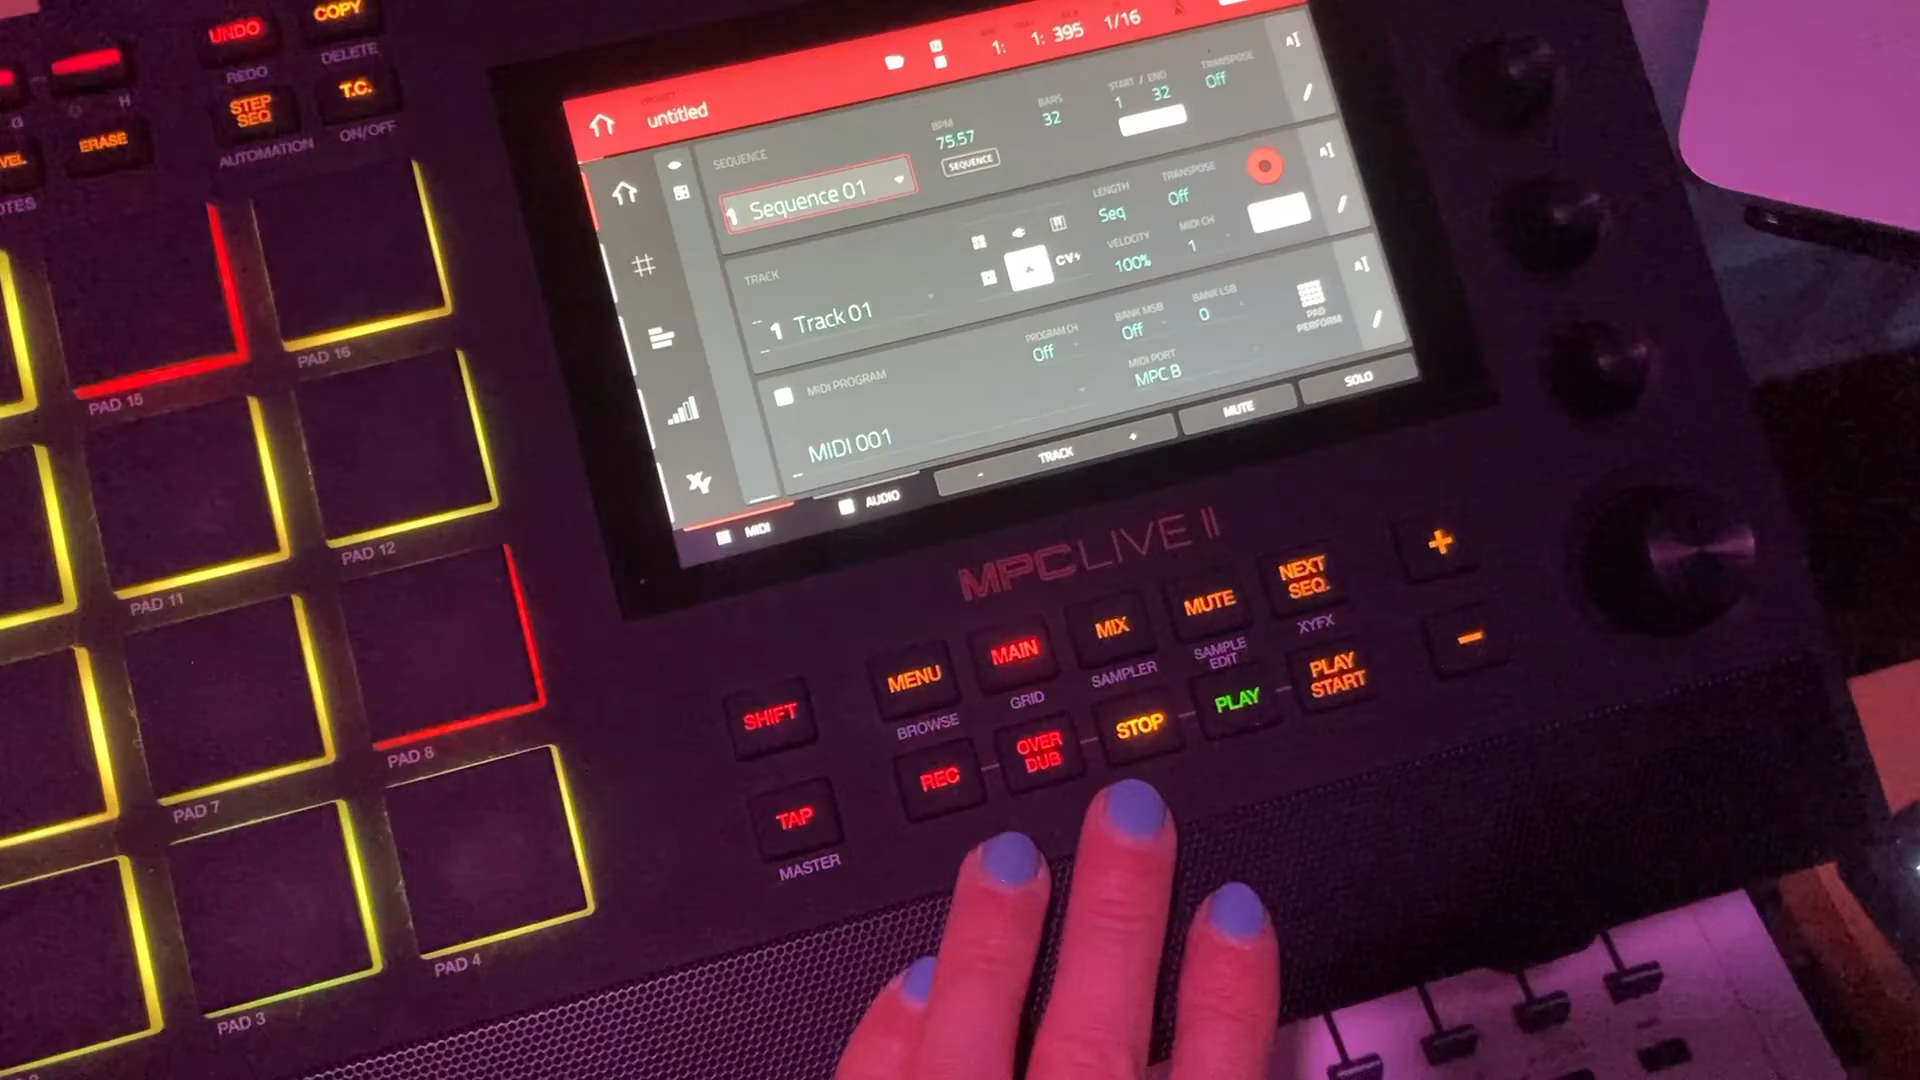 UNDO
COPY
REDO
DELETE
STEP
SEQ
T.C.
ERASE
AUTOMATION
ON/OFF
G
H
PAD 15
PAD 16
PAD 11
PAD 12
PAD 7
PAD 8
PAD 3
PAD 4
untitled
1: 1: 395 1/16
SEQUENCE
1 Sequence 01
BPM
75.57
SEQUENCE
BARS
32
START / END
1 32
TRANSPOSE
Off
TRACK
1 Track 01
CV
LENGTH
Seq
TRANSPOSE
Off
VELOCITY
100%
MIDI CH
1
MIDI PROGRAM
MIDI 001
PROGRAM CH
Off
BANK MSB
Off
BANK LSB
0
MIDI PORT
MPC B
PAD
PERFORM
XY
MIDI
AUDIO
- TRACK +
MUTE
SOLO
MPC LIVE II
SHIFT
MENU
BROWSE
MAIN
GRID
MIX
SAMPLER
MUTE
SAMPLE
EDIT
NEXT
SEQ.
XYFX
+
-
TAP
MASTER
REC
OVER
DUB
STOP
PLAY
PLAY
START